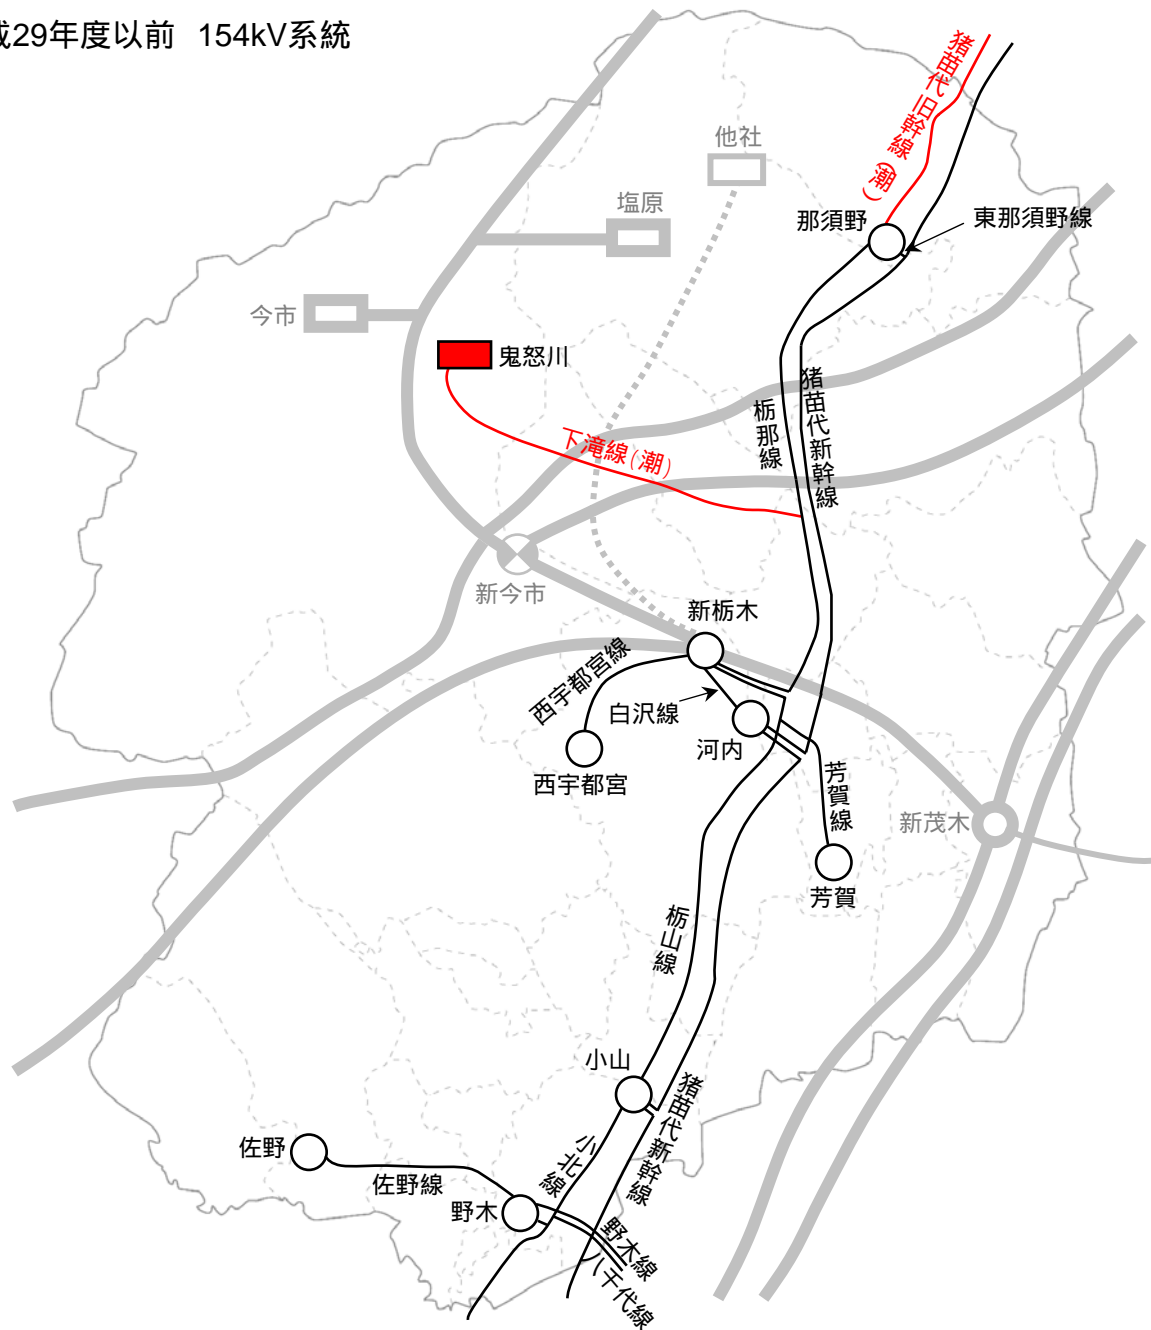 成29年度以前 154kV系統
猪苗代旧幹線(潮)
他社
塩原
那須野
東那須野線
今市
鬼怒川
猪苗代新幹線
栃那線
下滝線(潮)
新今市
新栃木
西宇都宮線
白沢線
河内
西宇都宮
芳賀線
新茂木
芳賀
栃山線
小山
猪苗代新幹線
小北線
佐野
佐野線
野木
野木線
八千代線